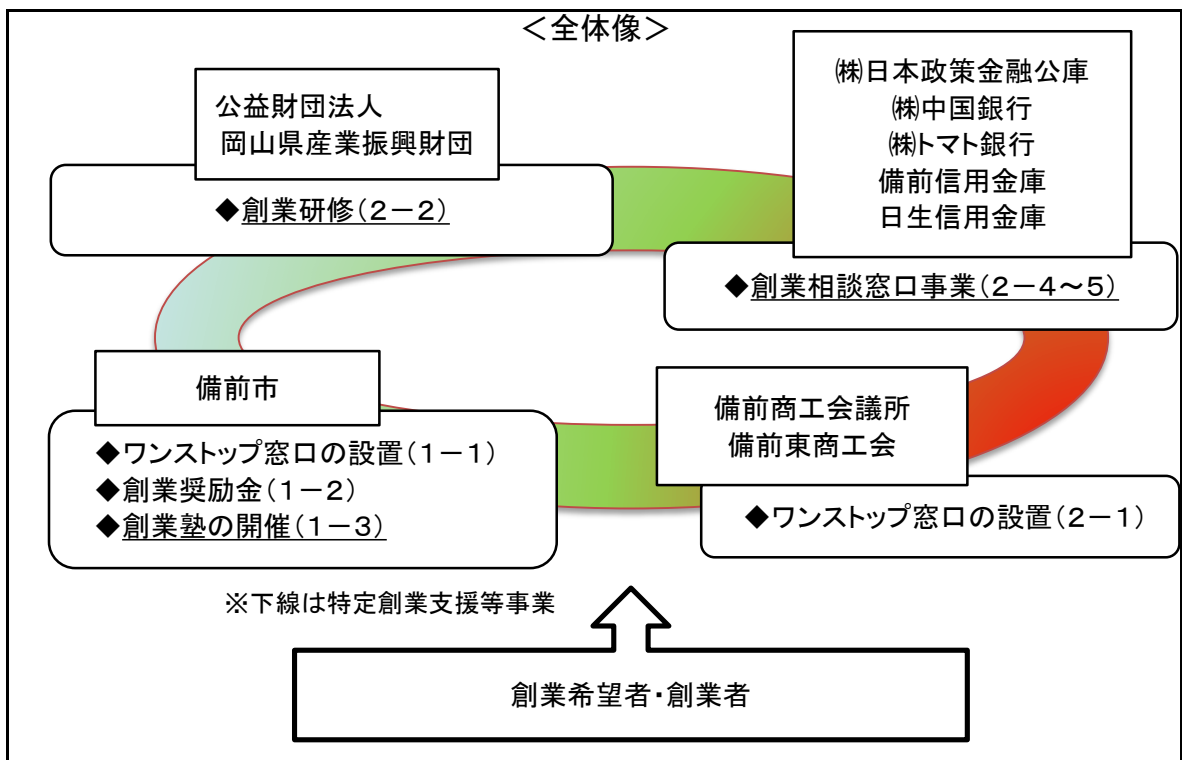 ＜全体像＞
公益財団法人
岡山県産業振興財団
◆創業研修(２－２)
㈱日本政策金融公庫
㈱中国銀行
㈱トマト銀行
備前信用金庫
日生信用金庫
◆創業相談窓口事業(２－４～５)
備前市
◆ワンストップ窓口の設置(１－１)
◆創業奨励金(１－２)
◆創業塾の開催(１－３)
備前商工会議所
備前東商工会
◆ワンストップ窓口の設置(２－１)
※下線は特定創業支援等事業
創業希望者・創業者